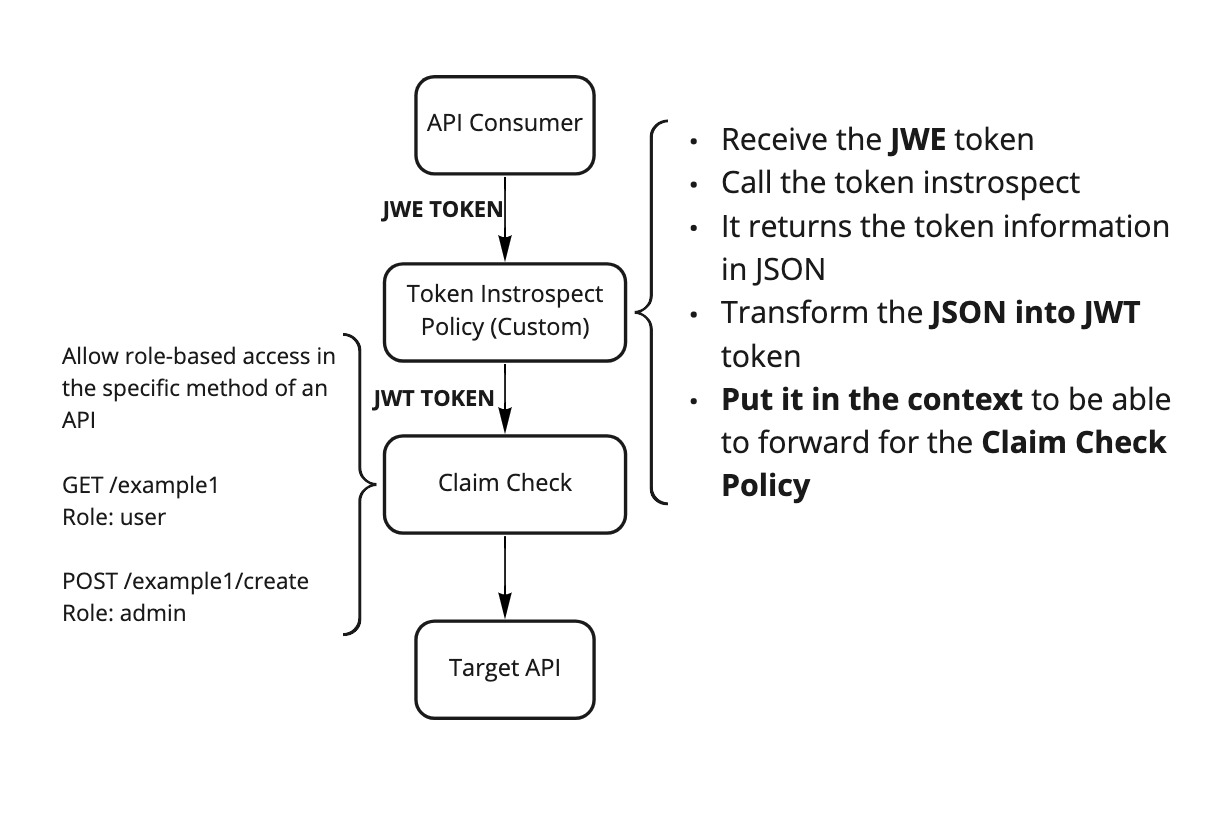 API Consumer
JWE TOKEN
Token Instrospect
Policy (Custom)
JWT TOKEN
Claim Check
Target API
Allow role-based access in
the specific method of an
API
GET /example1
Role: user
POST /example1/create
Role: admin
• Receive the JWE token
• Call the token instrospect
• It returns the token information
in JSON
• Transform the JSON into JWT
token
• Put it in the context to be able
to forward for the Claim Check
Policy